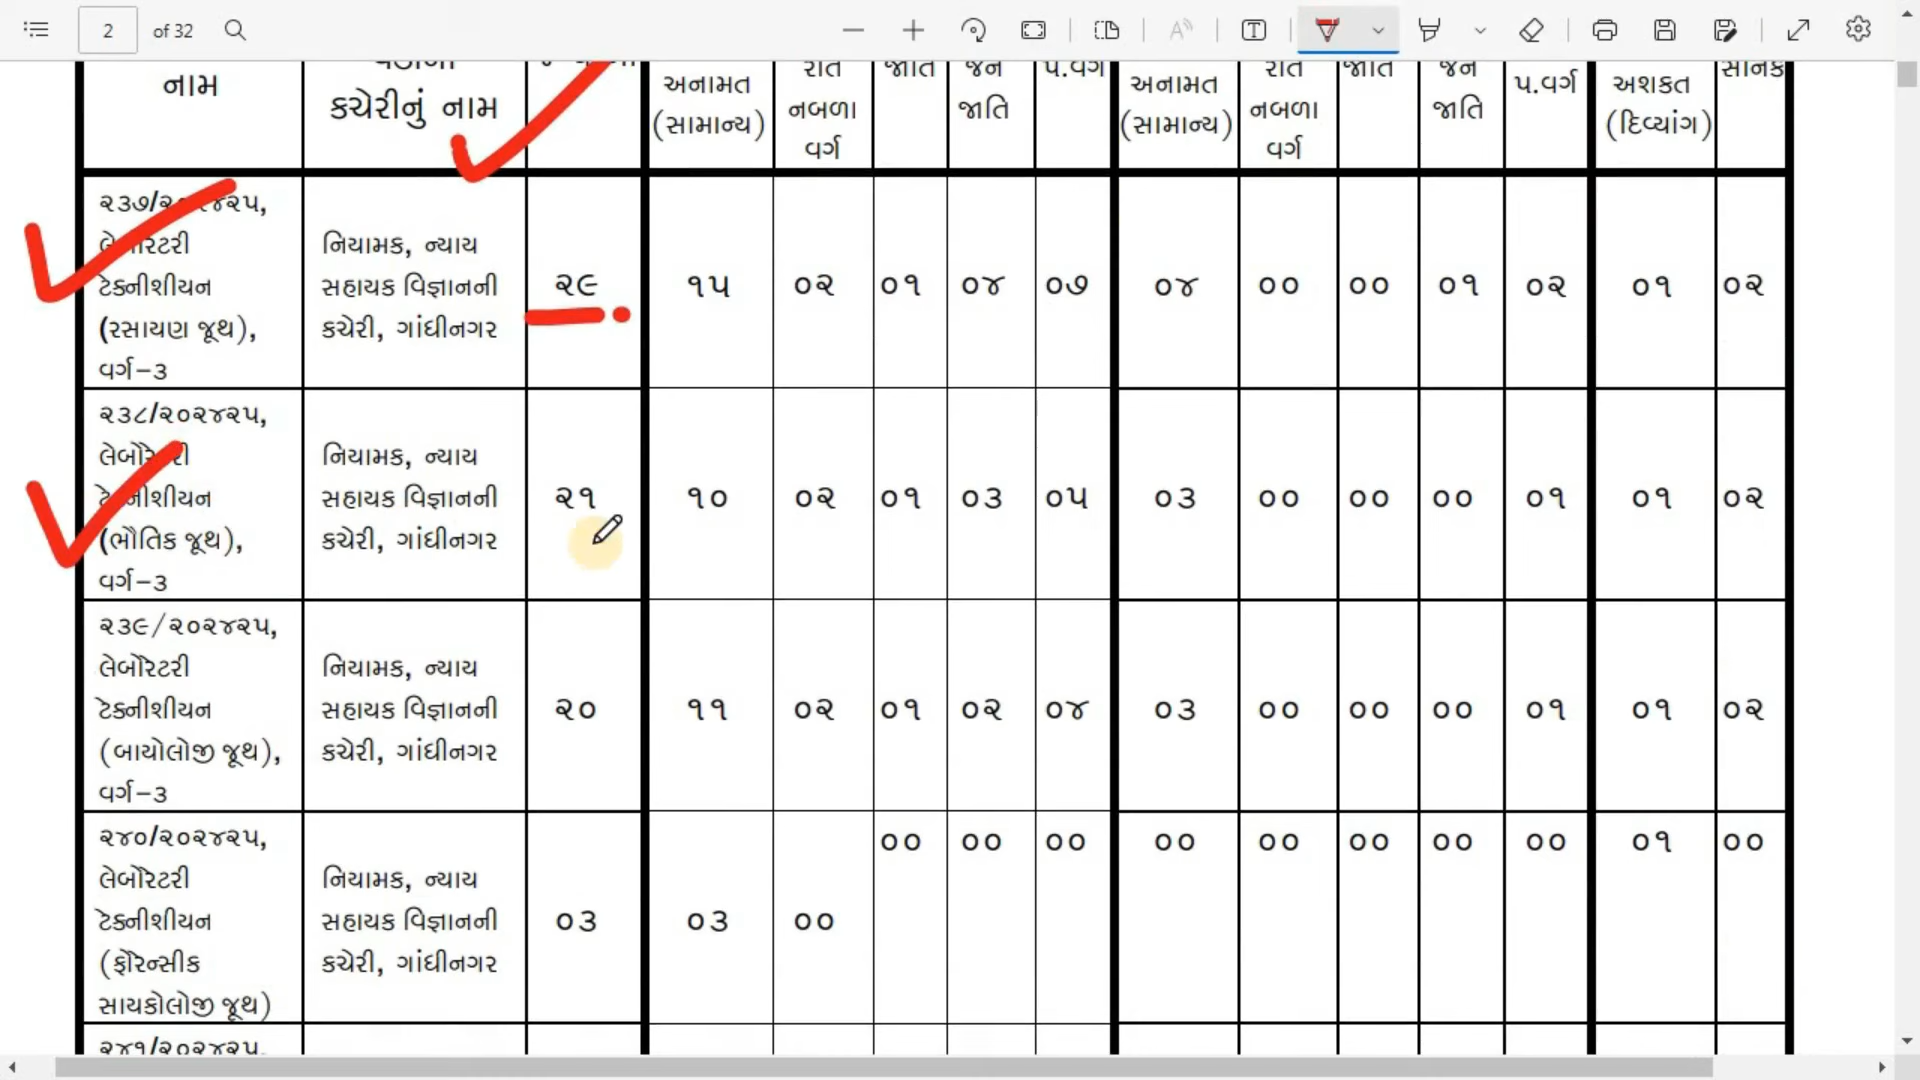 2 of 32
નામ
કચેરીનું નામ
બિન અનામત (સામાન્ય)
નબળા વર્ગ
જાતિ
જન જાતિ
પ.વર્ગ
અનામત (સામાન્ય)
નબળા વર્ગ
જાતિ
જન જાતિ
પ.વર્ગ
અશકત (દિવ્યાંગ)
૨૩૭/૨૦૨૪૨૫,
લેબોરેટરી
ટેક્નીશીયન
(રસાયણ જૂથ),
વર્ગ-૩
નિયામક, ન્યાય
સહાયક વિજ્ઞાનની
કચેરી, ગાંધીનગર
૨૯ ૧૫ ૦૨ ૦૧ ૦૪ ૦૭ ૦૪ ૦૦ ૦૦ ૦૧ ૦૨ ૦૧ ૦૨
૨૩૮/૨૦૨૪૨૫,
લેબોરેટરી
ટેક્નીશીયન
(ભૌતિક જૂથ),
વર્ગ-૩
નિયામક, ન્યાય
સહાયક વિજ્ઞાનની
કચેરી, ગાંધીનગર
૨૧ ૧૦ ૦૨ ૦૧ ૦૩ ૦૫ ૦૩ ૦૦ ૦૦ ૦૦ ૦૧ ૦૧ ૦૨
૨૩૯/૨૦૨૪૨૫,
લેબોરેટરી
ટેક્નીશીયન
(બાયોલોજી જૂથ),
વર્ગ-૩
નિયામક, ન્યાય
સહાયક વિજ્ઞાનની
કચેરી, ગાંધીનગર
૨૦ ૧૧ ૦૨ ૦૧ ૦૨ ૦૪ ૦૩ ૦૦ ૦૦ ૦૦ ૦૧ ૦૧ ૦૨
૨૪૦/૨૦૨૪૨૫,
લેબોરેટરી
ટેક્નીશીયન
(ફોરેન્સીક
સાયકોલોજી જૂથ)
નિયામક, ન્યાય
સહાયક વિજ્ઞાનની
કચેરી, ગાંધીનગર
૦૩ ૦૩ ૦૦ ૦૦ ૦૦ ૦૦ ૦૦ ૦૦ ૦૦ ૦૦ ૦૦ ૦૧ ૦૦
૨૪૧/૨૦૨૪૨૫,